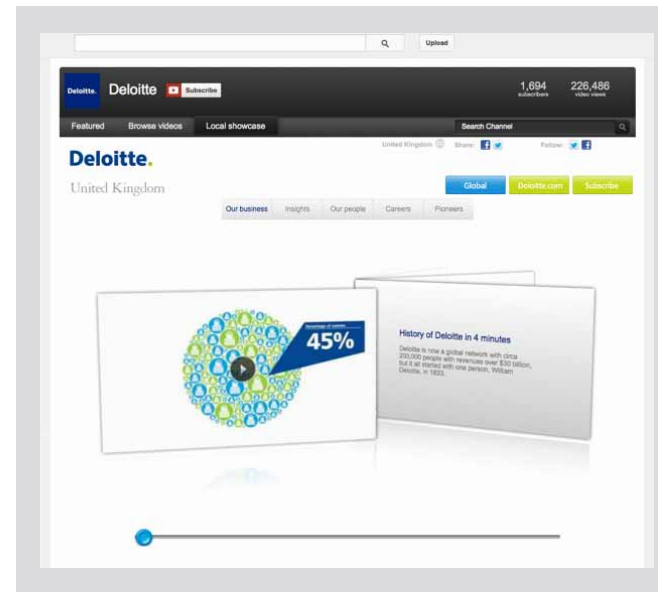 Upload
Deloitte.
Deloitte
Subscribe
1,694
subscribers
226,486
video views
Featured
Browse videos
Local showcase
Search Channel
United Kingdom
Share:
Follow:
Deloitte.
United Kingdom
Global
Deloitte.com
Subscribe
Our business
Insights
Our people
Careers
Pioneers
45%
History of Deloitte in 4 minutes
Deloitte is now a global network with circa
200,000 people with revenues over $30 billion,
but it all started with one person, William
Deloitte, in 1833.